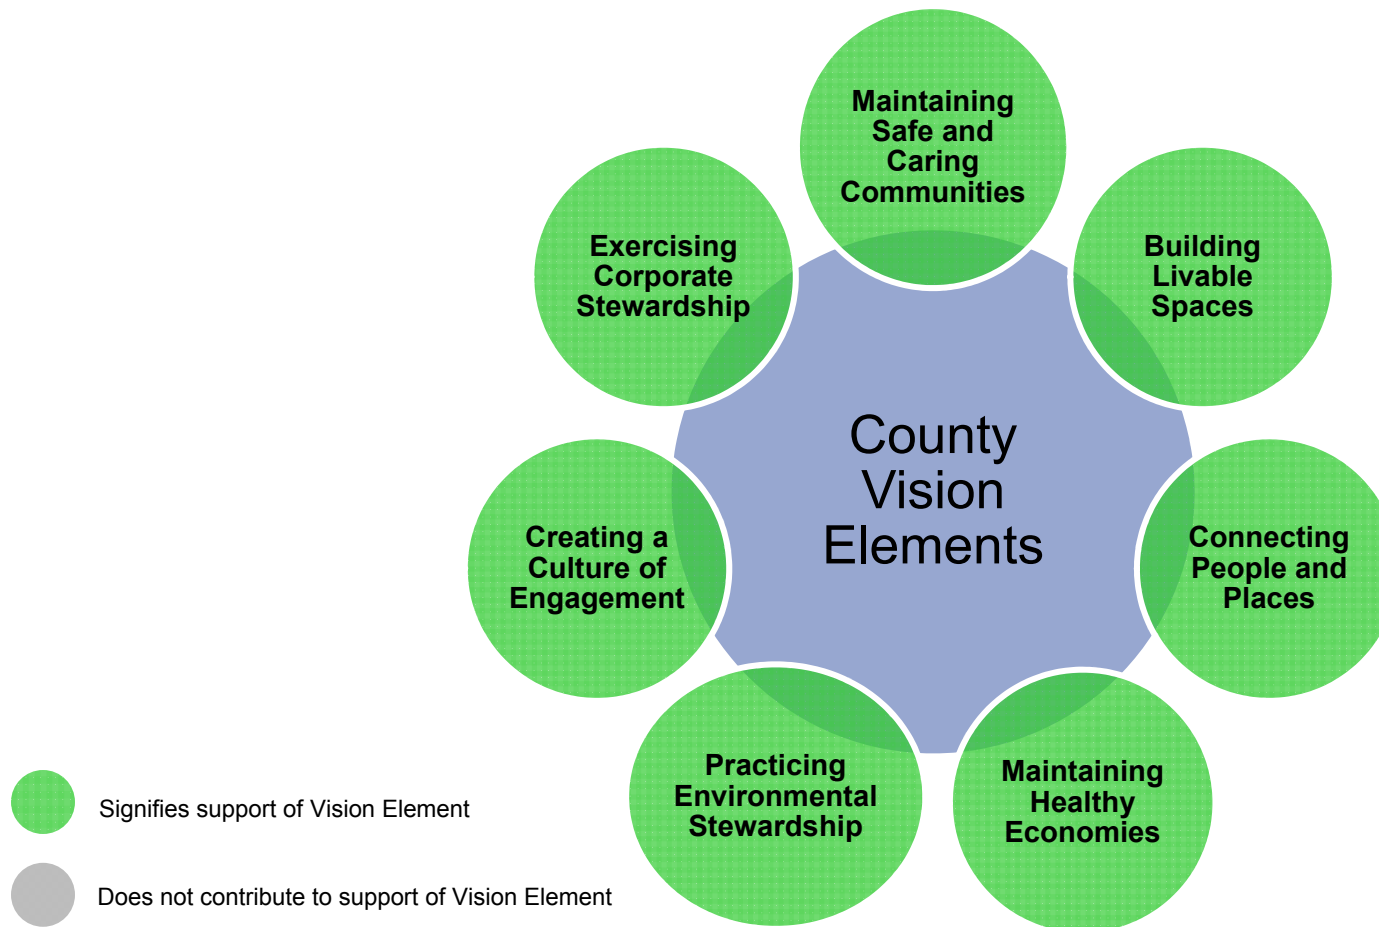 Maintaining
Safe and
Caring
Communities
Building
Livable
Spaces
Connecting
People and
Places
Maintaining
Healthy
Economies
Practicing
Environmental
Stewardship
Creating a
Culture of
Engagement
Exercising
Corporate
Stewardship
County
Vision
Elements
Signifies support of Vision Element
Does not contribute to support of Vision Element